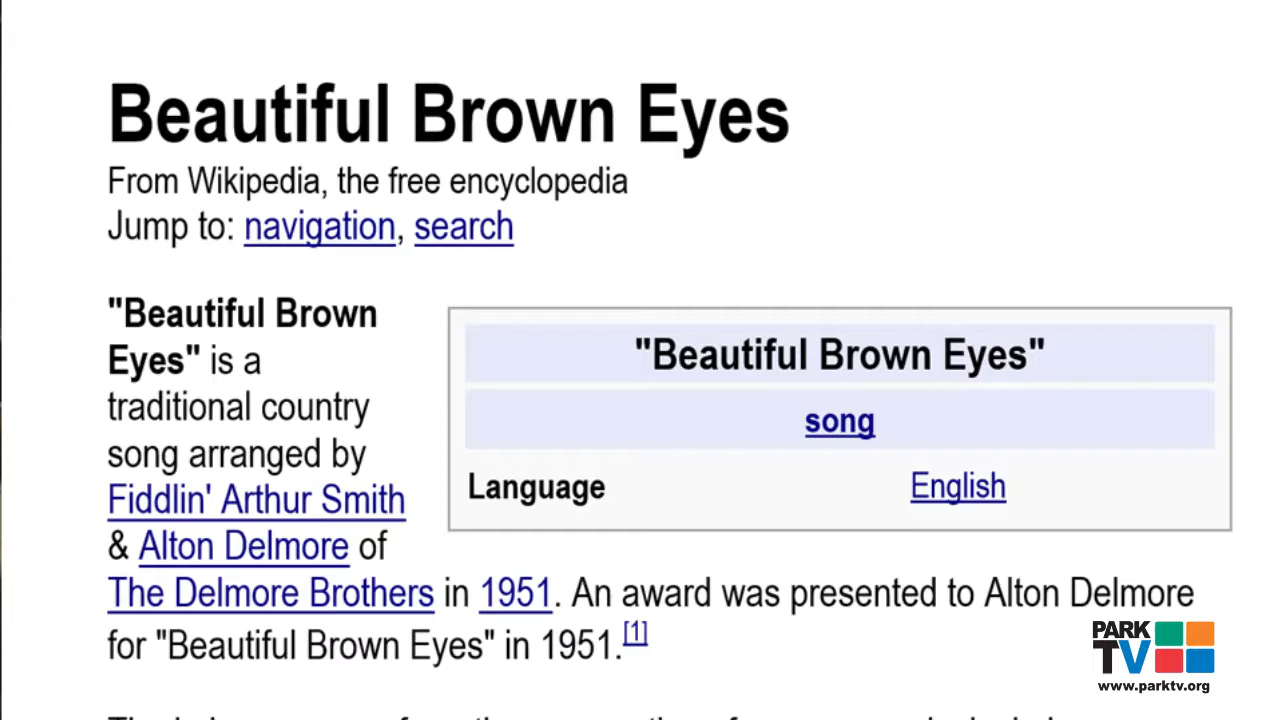 Beautiful Brown Eyes
From Wikipedia, the free encyclopedia
Jump to: navigation, search
"Beautiful Brown
Eyes" is a
traditional country
song arranged by
Fiddlin' Arthur Smith
& Alton Delmore of
The Delmore Brothers in 1951. An award was presented to Alton Delmore
for "Beautiful Brown Eyes" in 1951.[1]
"Beautiful Brown Eyes"
song
Language English
PARK
TV
www.parktv.org